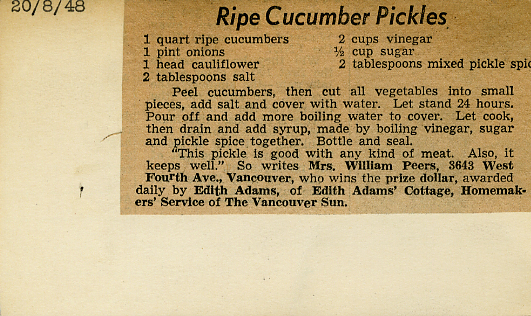 20/8/48
Ripe Cucumber Pickles
1 quart ripe cucumbers 2 cups vinegar
1 pint onions ½ cup sugar
1 head cauliflower 2 tablespoons mixed pickle spic
2 tablespoons salt
Peel cucumbers, then cut all vegetables into small
pieces, add salt and cover with water. Let stand 24 hours.
Pour off and add more boiling water to cover. Let cook,
then drain and add syrup, made by boiling vinegar, sugar
and pickle spice together. Bottle and seal.
"This pickle is good with any kind of meat. Also, it
keeps well." So writes Mrs. William Peers, 3643 West
Fourth Ave., Vancouver, who wins the prize dollar, awarded
daily by Edith Adams, of Edith Adams' Cottage, Homemak-
ers' Service of The Vancouver Sun.